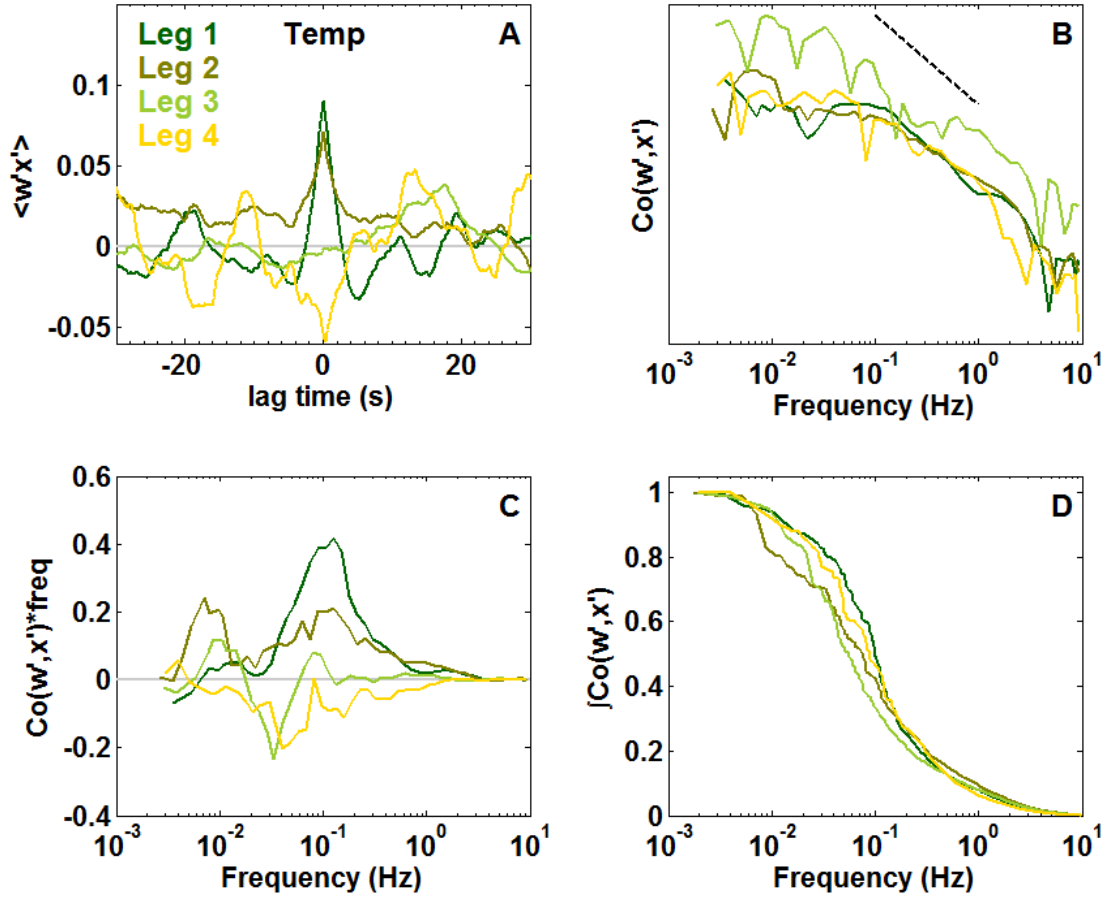 Leg 1
Leg 2
Leg 3
Leg 4
Temp
A
0.1
0.05
0
-0.05
<w'x'>
-20 0 20
lag time (s)
B
Co(w',x')
10⁻³ 10⁻² 10⁻¹ 10⁰ 10¹
Frequency (Hz)
C
0.6
0.4
0.2
0
-0.2
-0.4
Co(w',x')*freq
10⁻³ 10⁻² 10⁻¹ 10⁰ 10¹
Frequency (Hz)
D
1
0.8
0.6
0.4
0.2
0
∫Co(w',x')
10⁻³ 10⁻² 10⁻¹ 10⁰ 10¹
Frequency (Hz)